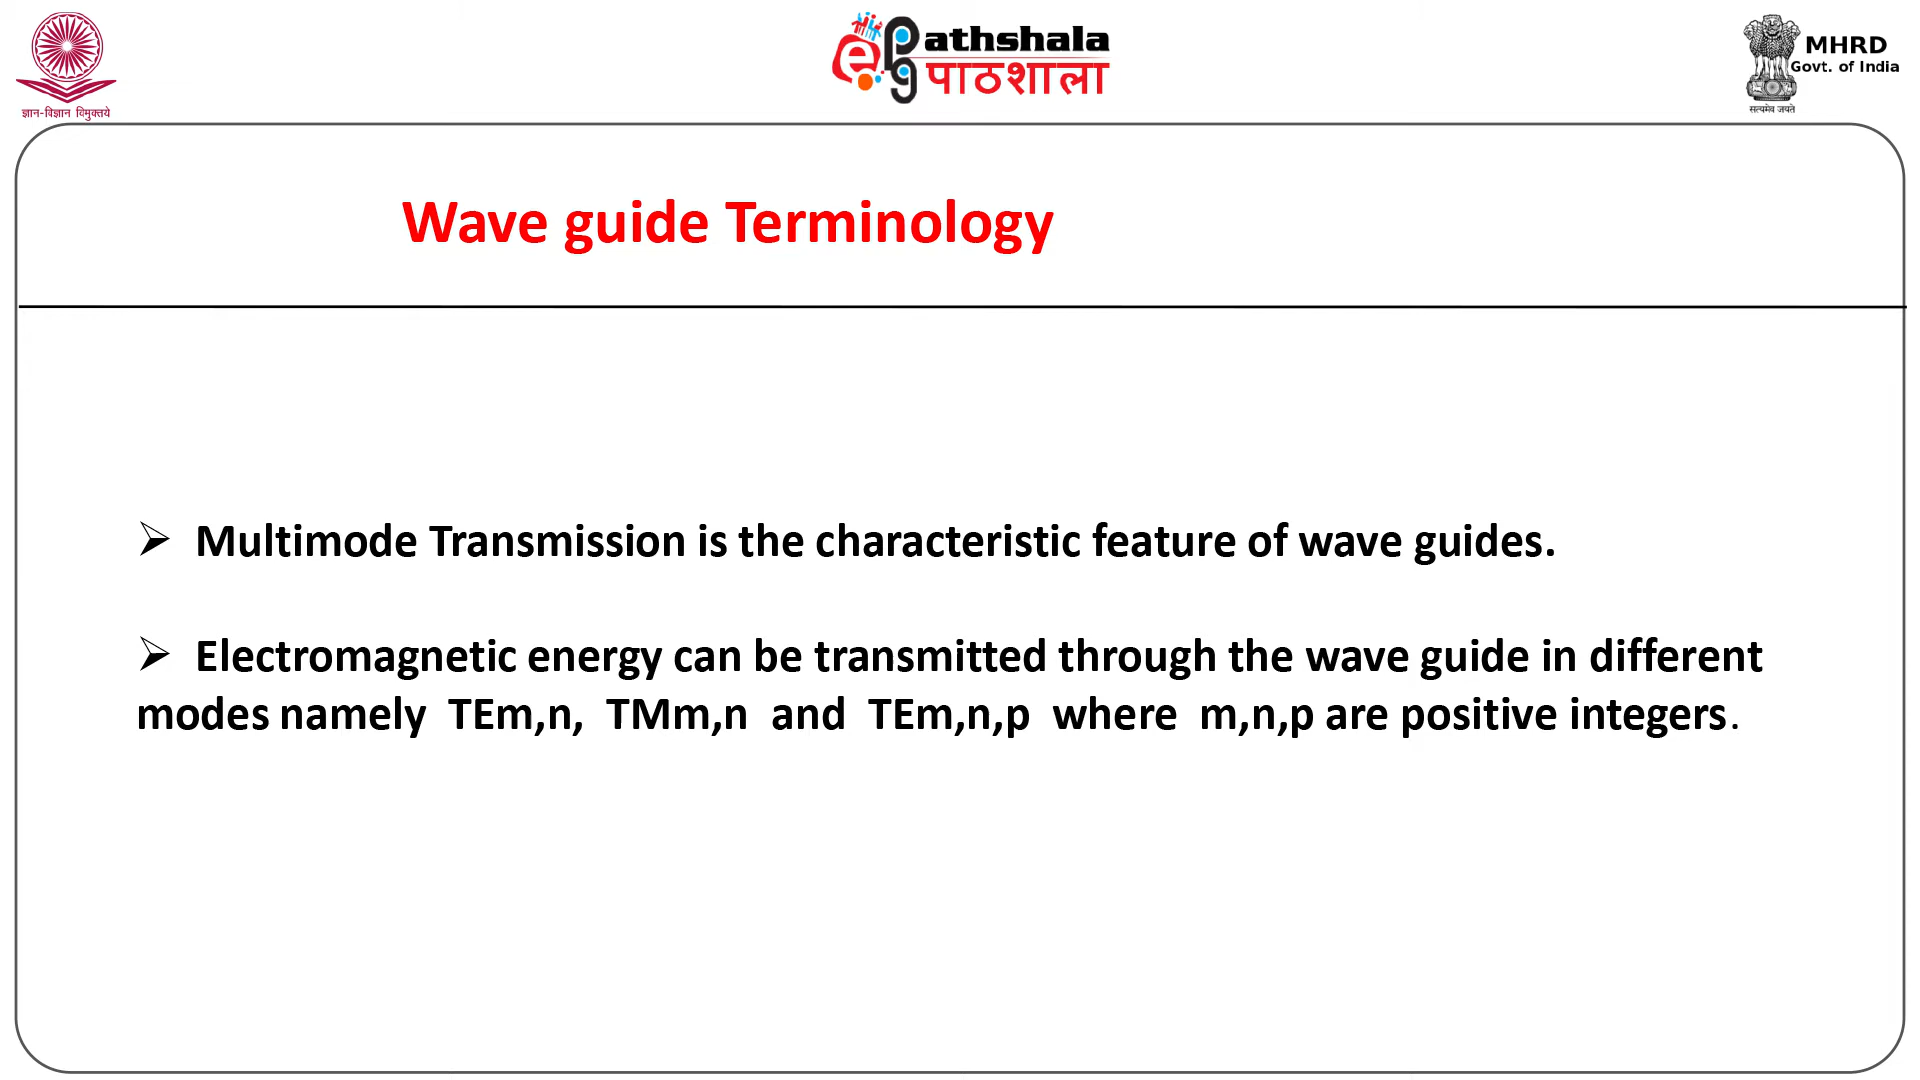 ज्ञान-विज्ञान विमुक्तये
ePathshala
पाठशाला
MHRD
Govt. of India
सत्यमेव जयते
Wave guide Terminology
➢ Multimode Transmission is the characteristic feature of wave guides.
➢ Electromagnetic energy can be transmitted through the wave guide in different
modes namely TEm,n, TMm,n and TEm,n,p where m,n,p are positive integers.